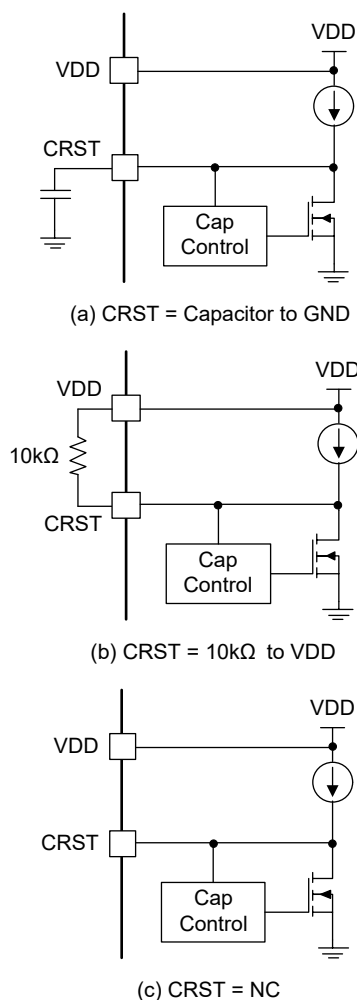 VDD
VDD
CRST
Cap
Control
(a) CRST = Capacitor to GND
VDD
VDD
10kΩ
CRST
Cap
Control
(b) CRST = 10kΩ to VDD
VDD
VDD
CRST
Cap
Control
(c) CRST = NC